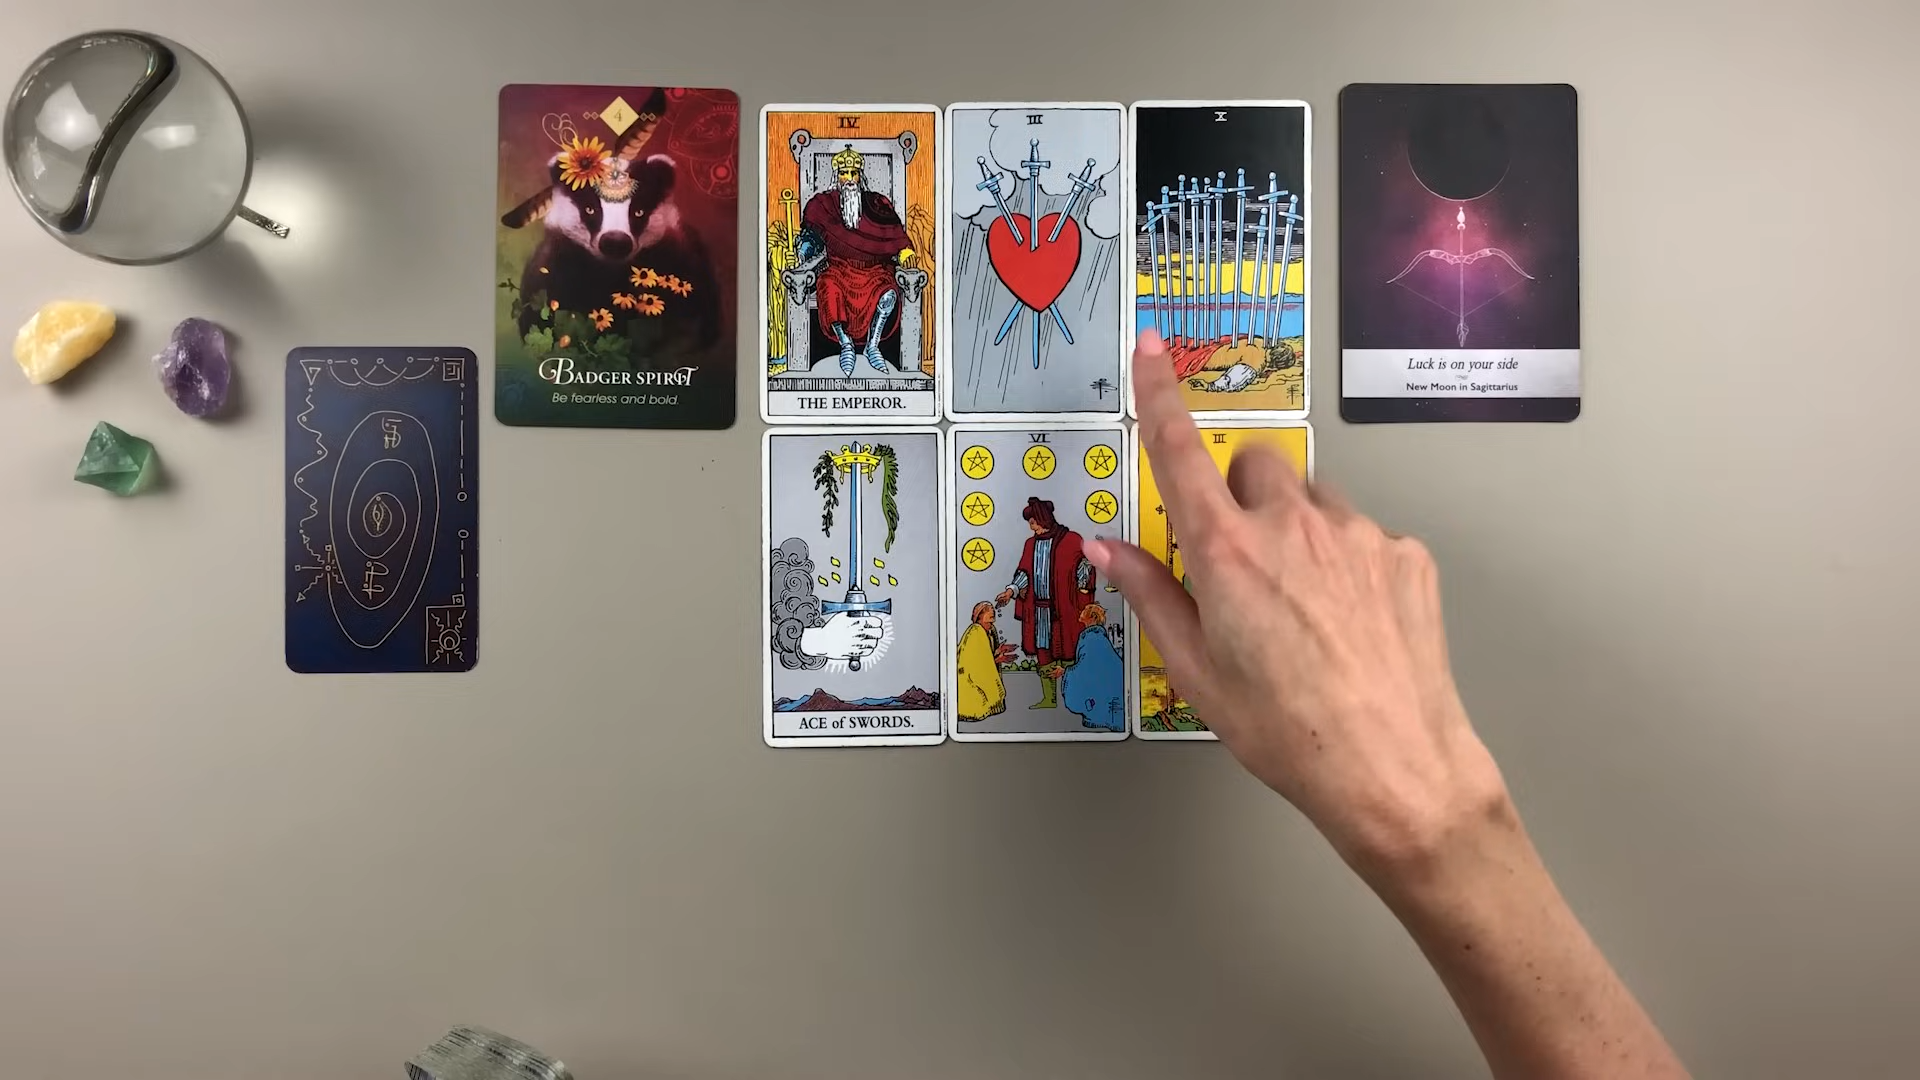 4
BADGER SPIRIT
Be fearless and bold.
IV
THE EMPEROR.
III
X
Luck is on your side
New Moon in Sagittarius
ACE of SWORDS.
VI
III